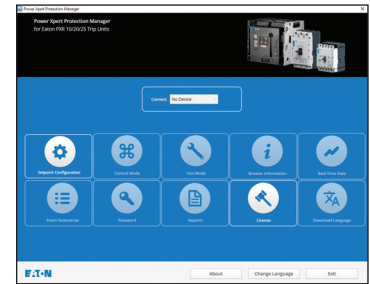 Power Xpert Protection Manager
Power Xpert Protection Manager
for Eaton PXR 10/20/25 Trip Units
Connect No Device
Setpoint Configuration
Control Mode
Test Mode
Breaker Information
Real Time Data
Event Summaries
Password
Reports
License
Download Language
EATON
About
Change Language
Exit